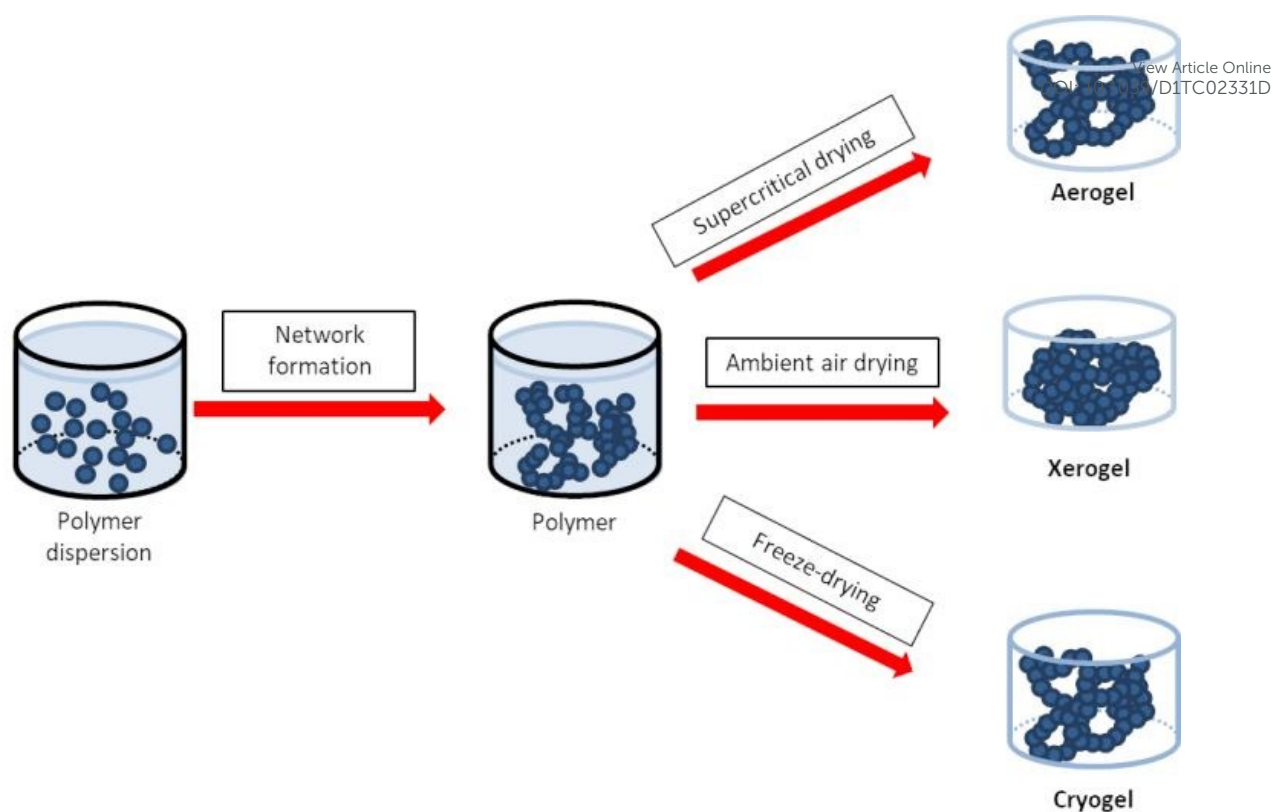 View Article Online
Supercritical drying
Aerogel
Network
formation
Ambient air drying
Polymer
dispersion
Polymer
Xerogel
Freeze-drying
Cryogel